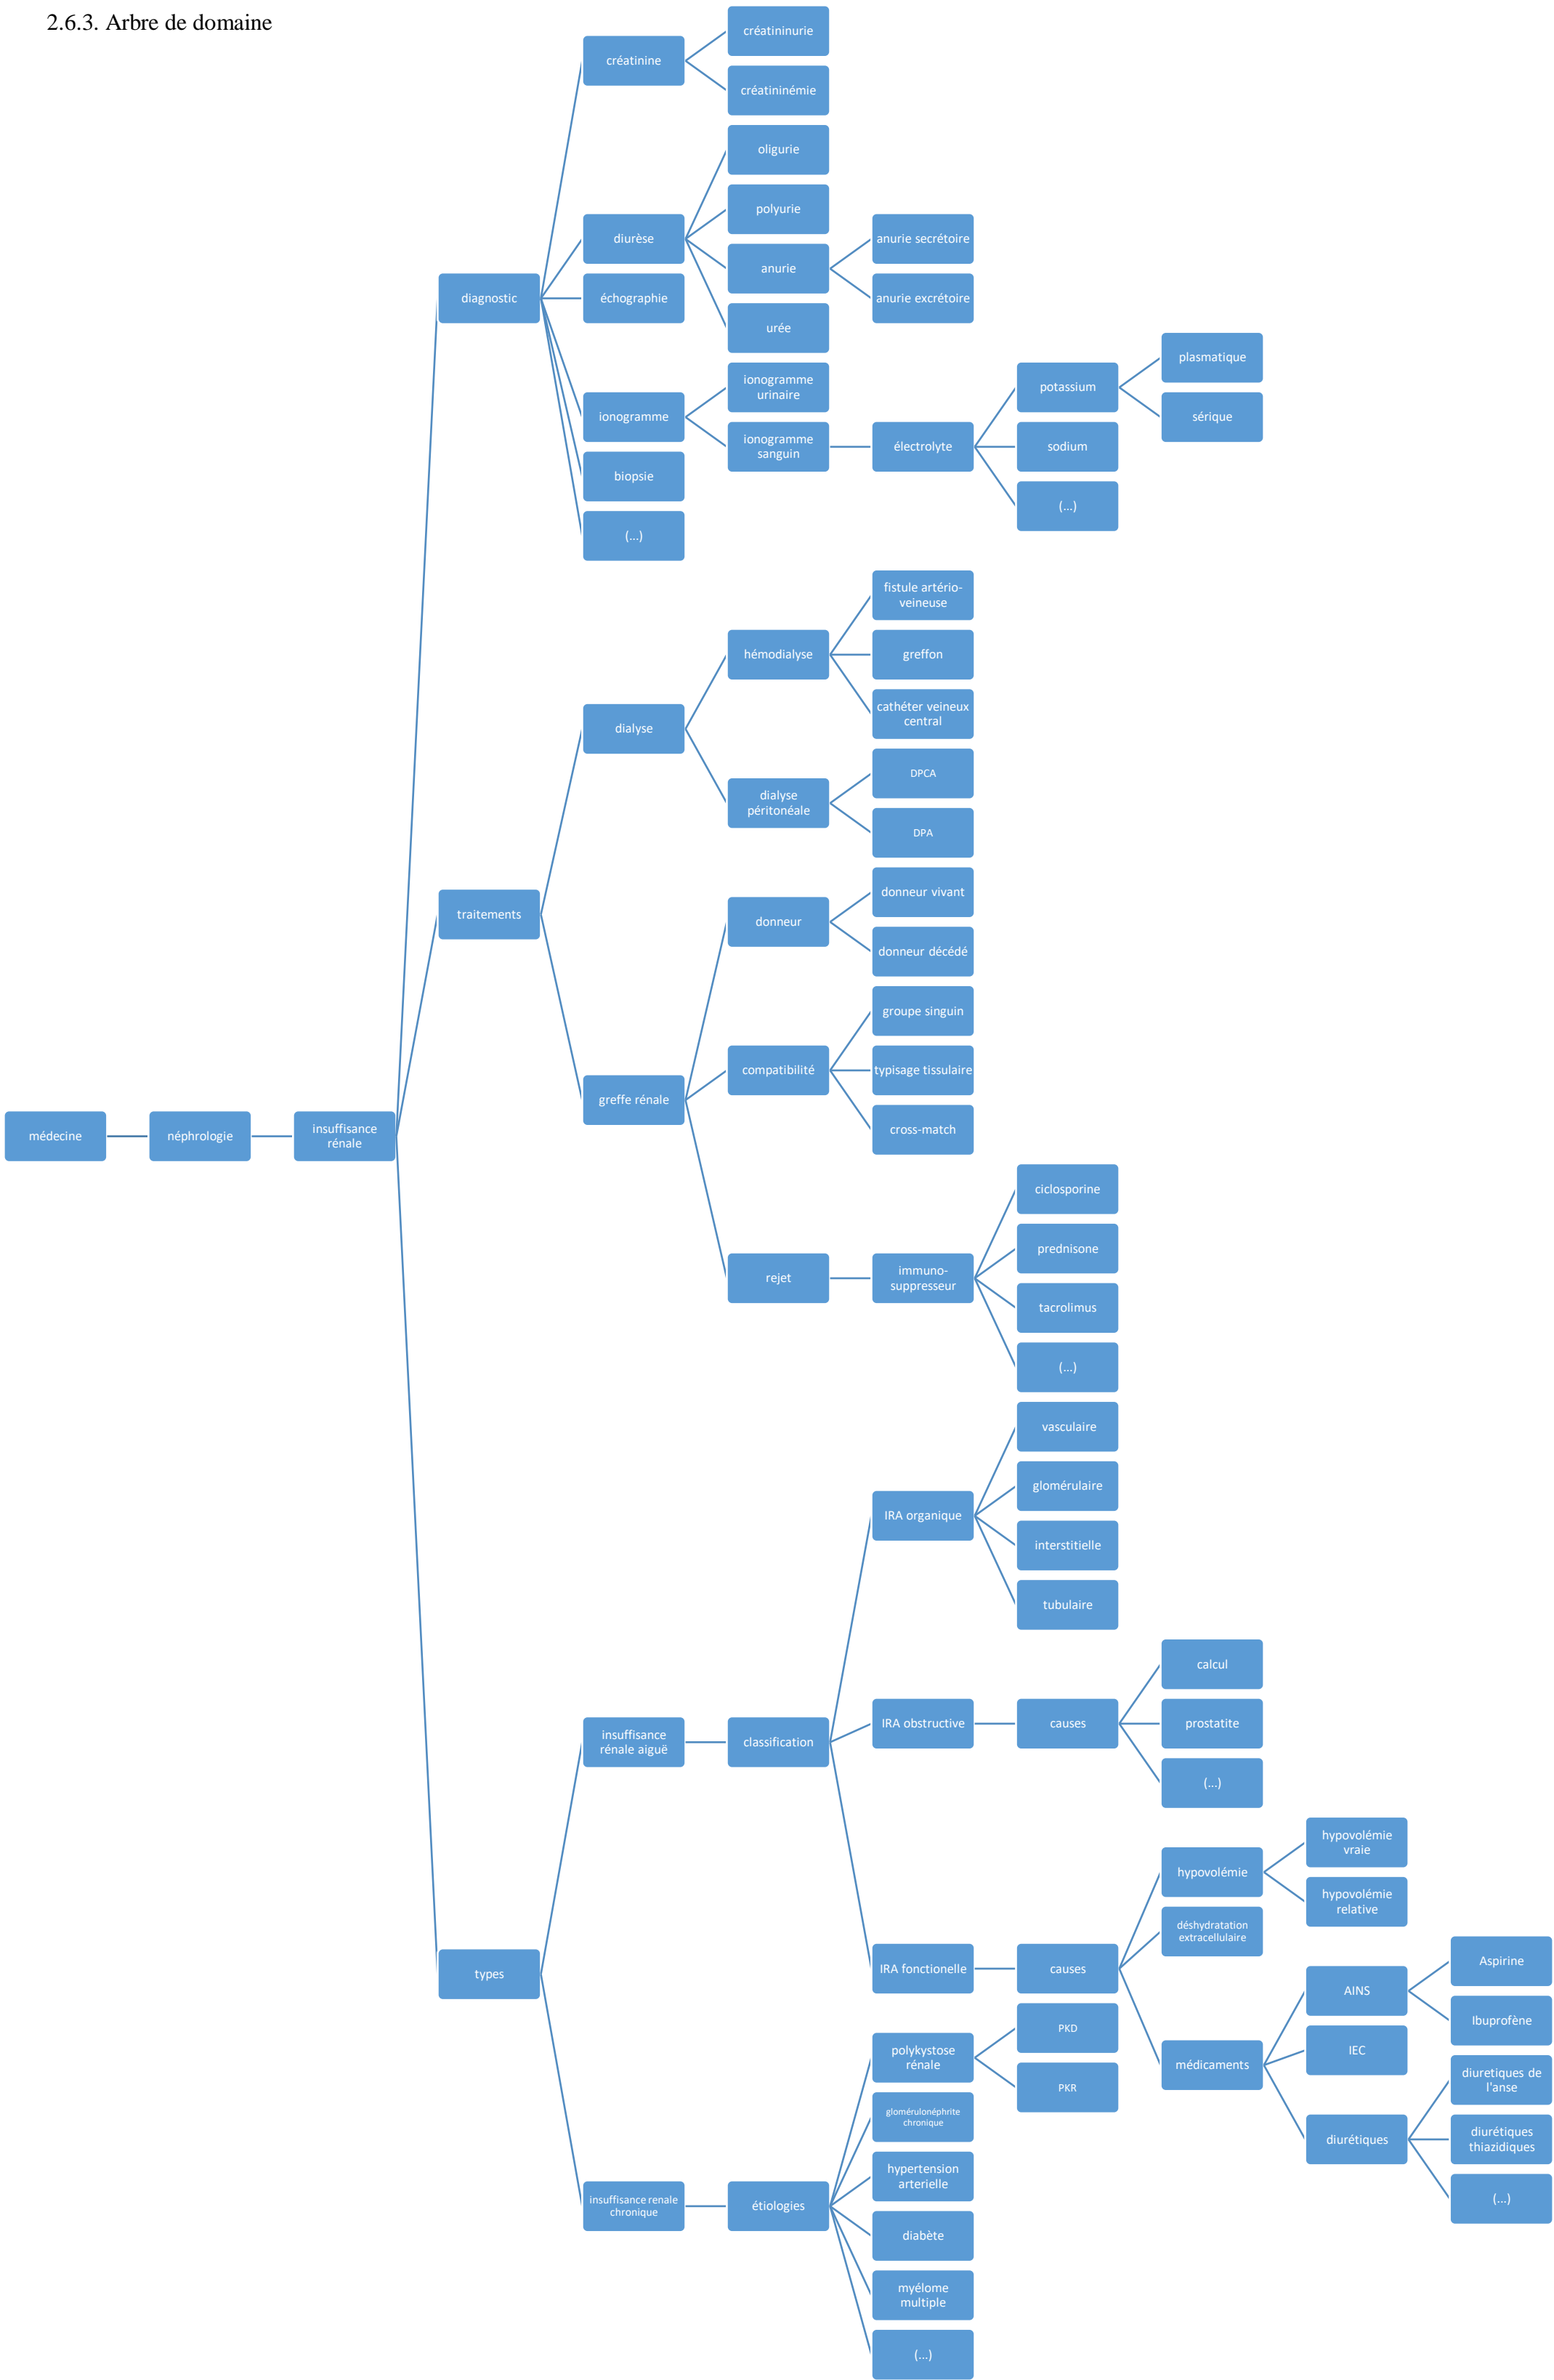 2.6.3. Arbre de domaine
créatininurie
créatinine
créatininémie
oligurie
polyurie
diurèse
anurie secrétoire
anurie
diagnostic
échographie
anurie excrétoire
urée
plasmatique
ionogramme
urinaire
potassium
ionogramme
sérique
ionogramme
sanguin
électrolyte
sodium
biopsie
(...)
(...)
fistule artério-
veineuse
hémodialyse
greffon
cathéter veineux
central
dialyse
DPCA
dialyse
péritonéale
DPA
donneur vivant
traitements
donneur
donneur décédé
groupe singuin
compatibilité
typisage tissulaire
greffe rénale
cross-match
médecine
néphrologie
insuffisance
rénale
ciclosporine
prednisone
rejet
immuno-
suppresseur
tacrolimus
(...)
vasculaire
glomérulaire
IRA organique
interstitielle
tubulaire
calcul
insuffisance
rénale aiguë
classification
IRA obstructive
causes
prostatite
(...)
hypovolémie
vraie
hypovolémie
hypovolémie
relative
déshydratation
extracellulaire
types
IRA fonctionelle
causes
Aspirine
AINS
Ibuprofène
PKD
polykystose
rénale
IEC
médicaments
PKR
diuretiques de
l'anse
glomérulonéphrite
chronique
diurétiques
diurétiques
thiazidiques
hypertension
arterielle
(...)
insuffisance renale
chronique
étiologies
diabète
myélome
multiple
(...)